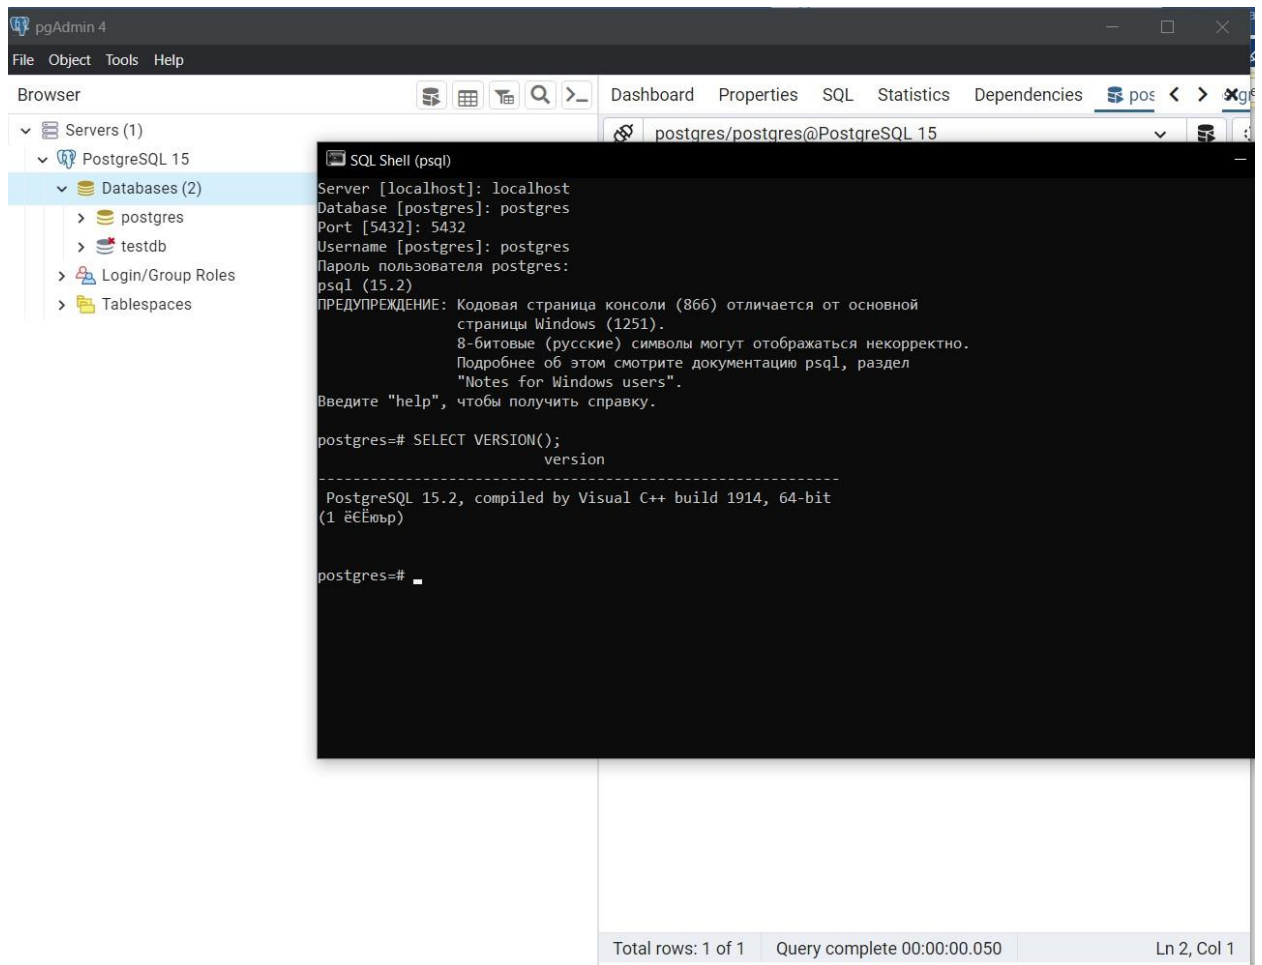 pgAdmin 4
File Object Tools Help
Browser
Dashboard Properties SQL Statistics Dependencies pos
Servers (1)
postgres/postgres@PostgreSQL 15
PostgreSQL 15
Databases (2)
postgres
testdb
Login/Group Roles
Tablespaces
SQL Shell (psql)
Server [localhost]: localhost
Database [postgres]: postgres
Port [5432]: 5432
Username [postgres]: postgres
Пароль пользователя postgres:
psql (15.2)
ПРЕДУПРЕЖДЕНИЕ: Кодовая страница консоли (866) отличается от основной
страницы Windows (1251).
8-битовые (русские) символы могут отображаться некорректно.
Подробнее об этом смотрите документацию psql, раздел
"Notes for Windows users".
Введите "help", чтобы получить справку.
postgres=# SELECT VERSION();
version
------------------------------------------------------------
PostgreSQL 15.2, compiled by Visual C++ build 1914, 64-bit
(1 ёЄЁюър)
postgres=#
Total rows: 1 of 1 Query complete 00:00:00.050 Ln 2, Col 1